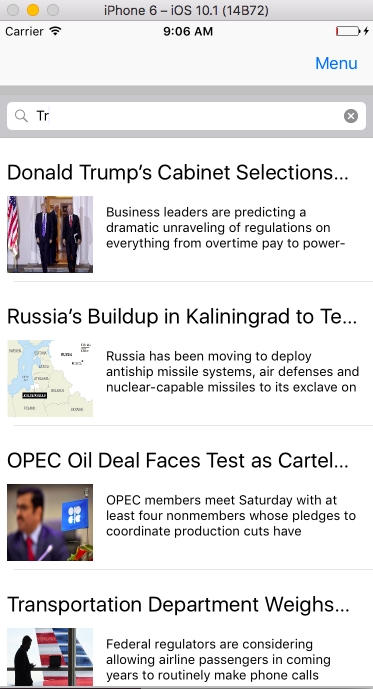 iPhone 6 – iOS 10.1 (14B72)
Carrier 9:06 AM
Menu
Tr
Donald Trump’s Cabinet Selections...
Business leaders are predicting a
dramatic unraveling of regulations on
everything from overtime pay to power-
Russia’s Buildup in Kaliningrad to Te...
Russia has been moving to deploy
antiship missile systems, air defenses and
nuclear-capable missiles to its exclave on
OPEC Oil Deal Faces Test as Cartel...
OPEC members meet Saturday with at
least four nonmembers whose pledges to
coordinate production cuts have
Transportation Department Weighs...
Federal regulators are considering
allowing airline passengers in coming
years to routinely make phone calls